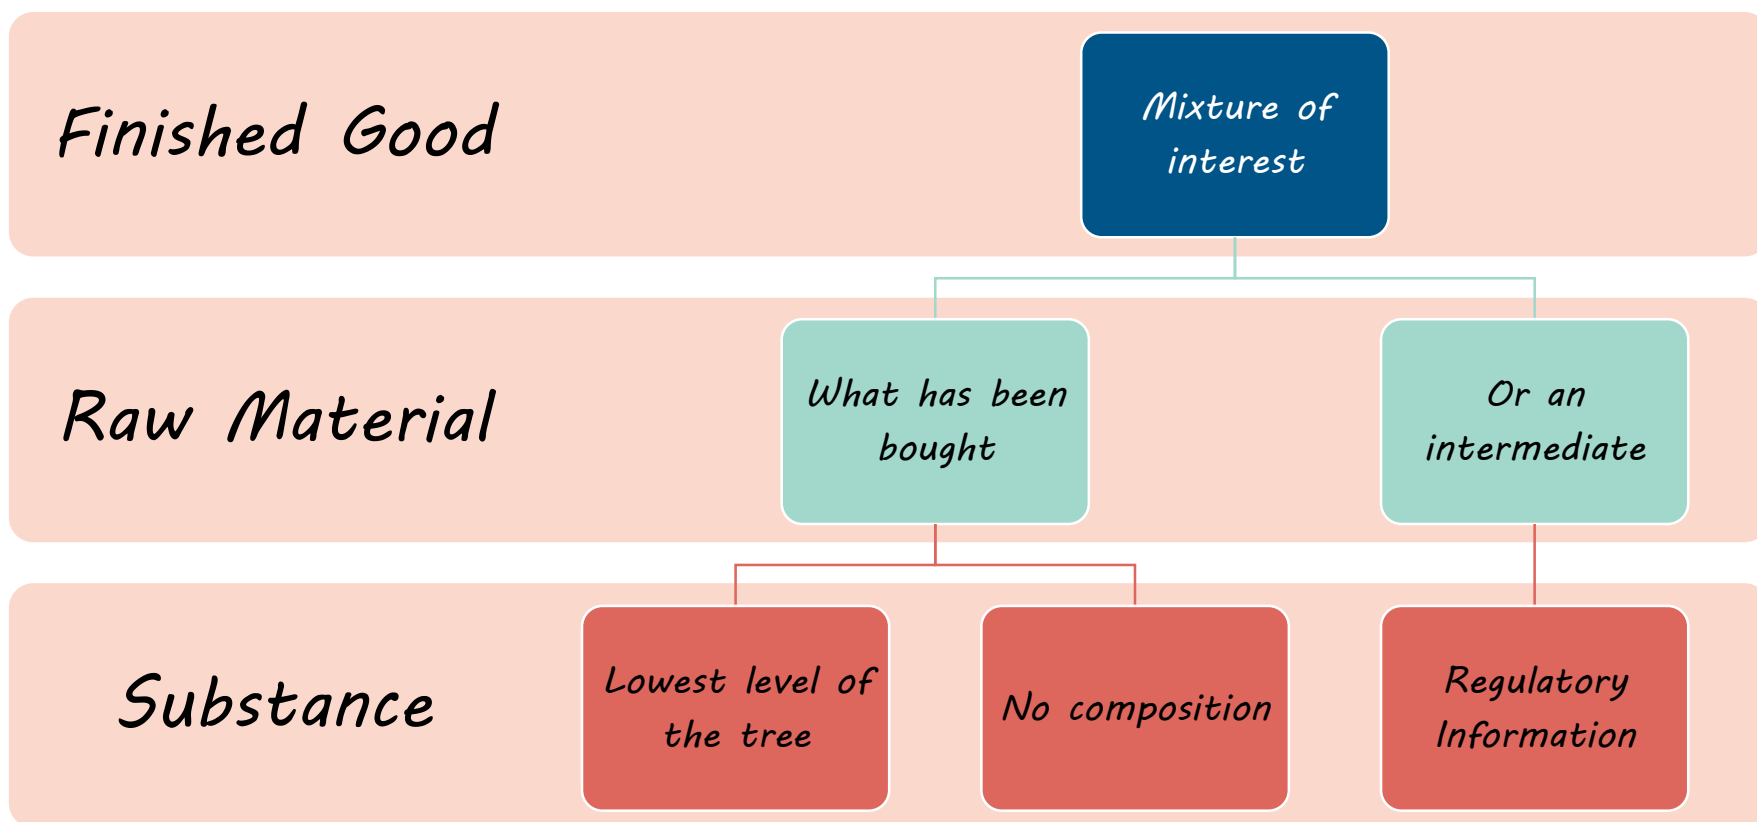 Finished Good
Mixture of
interest
Raw Material
What has been
bought
Or an
intermediate
Substance
Lowest level of
the tree
No composition
Regulatory
Information